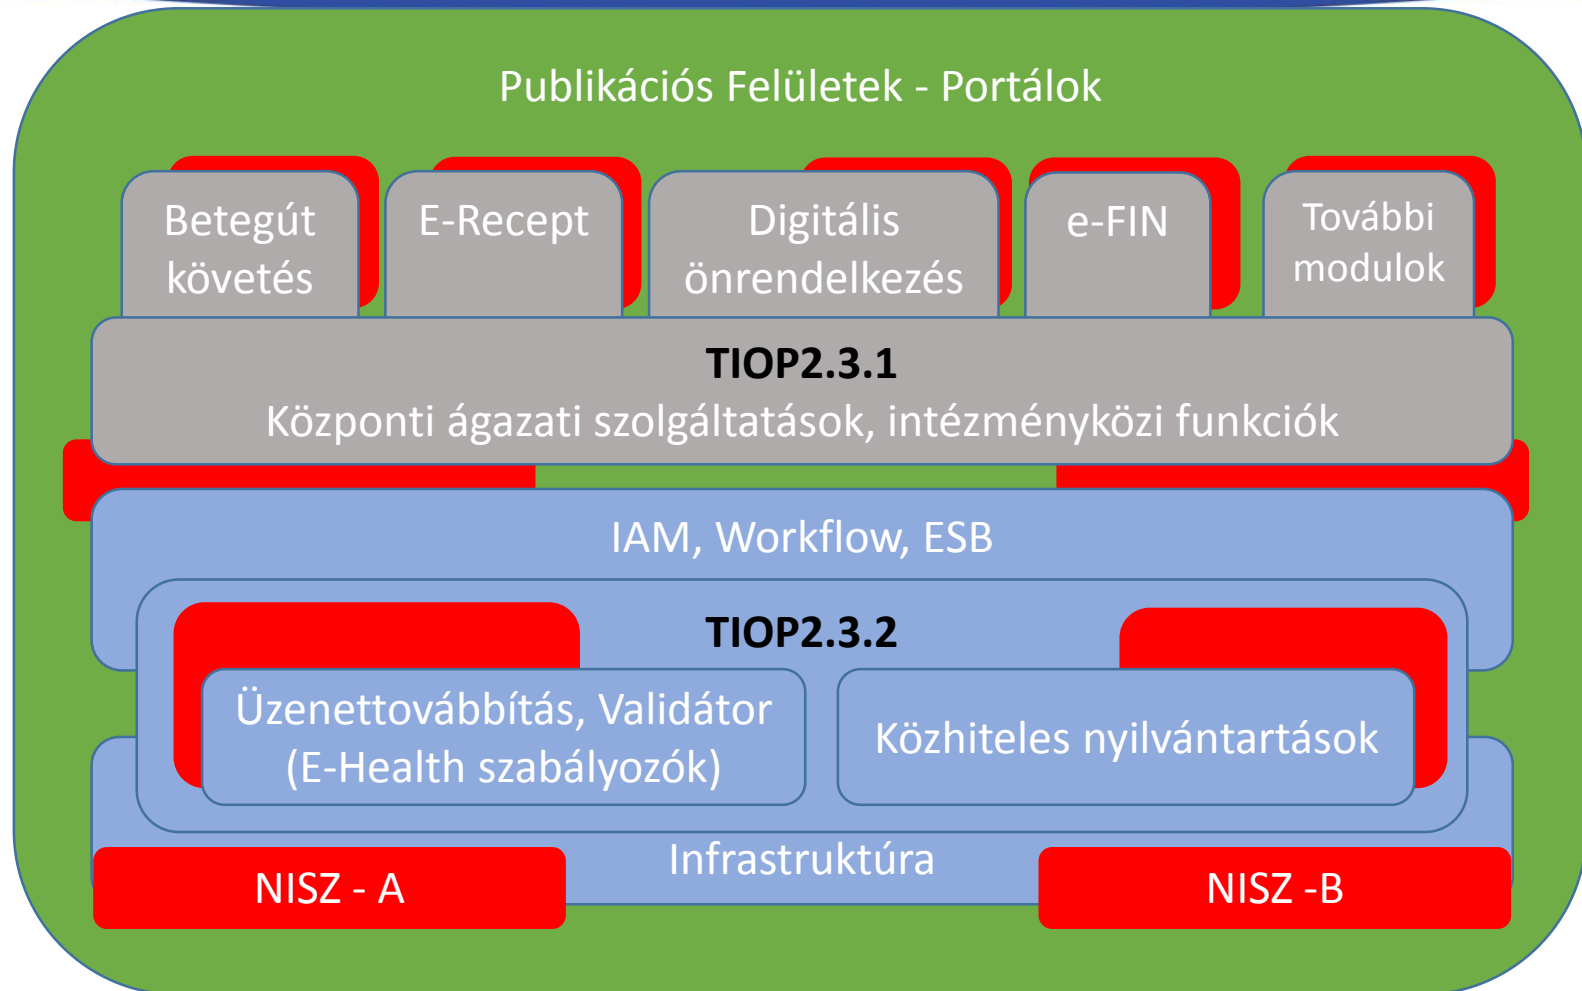 Publikációs Felületek - Portálok
Betegút
követés
E-Recept
Digitális
önrendelkezés
e-FIN
További
modulok
TIOP2.3.1
Központi ágazati szolgáltatások, intézményközi funkciók
IAM, Workflow, ESB
TIOP2.3.2
Üzenettovábbítás, Validátor
(E-Health szabályozók)
Közhiteles nyilvántartások
Infrastruktúra
NISZ - A
NISZ -B